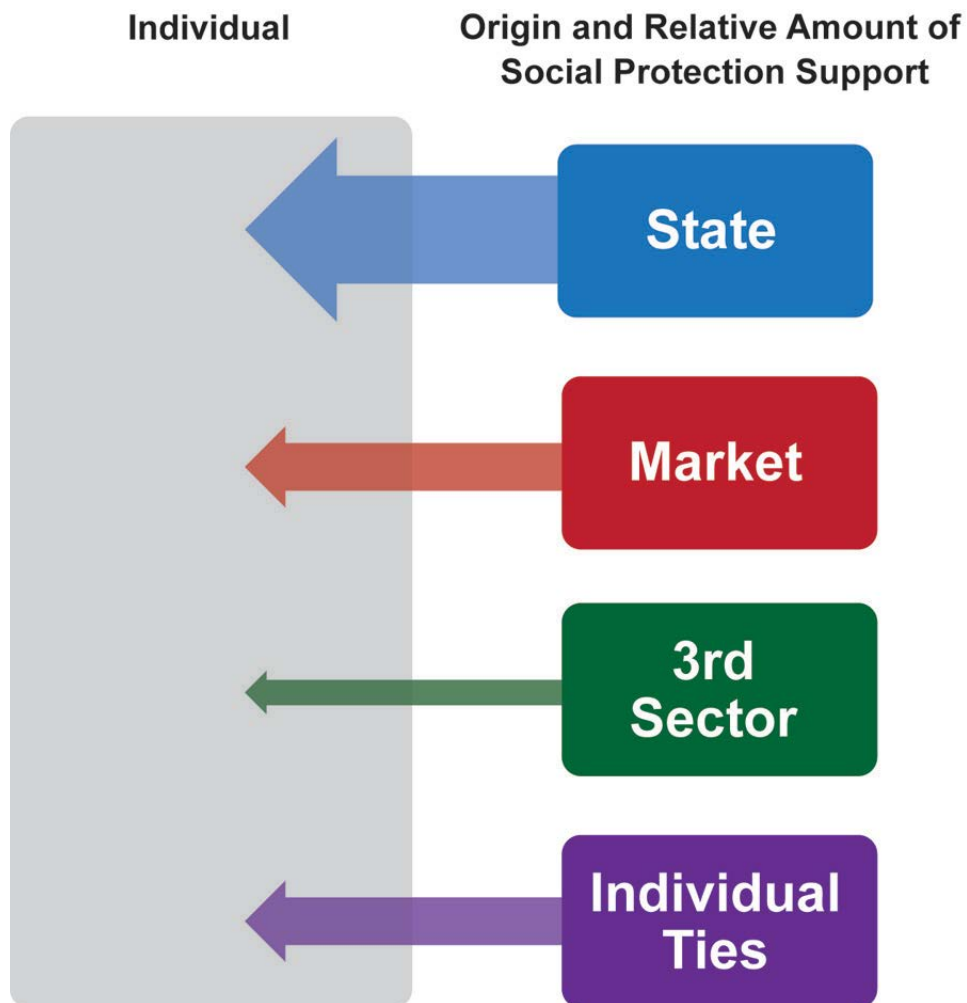 Individual
Origin and Relative Amount of
Social Protection Support
State
Market
3rd
Sector
Individual
Ties